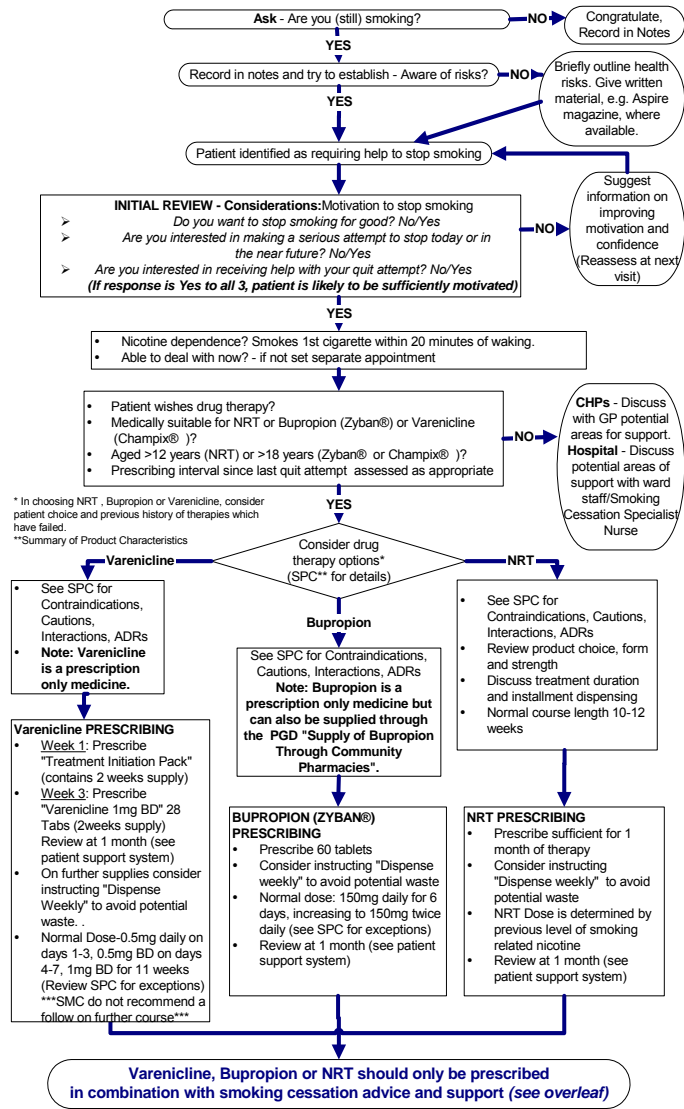 Ask - Are you (still) smoking?
NO
Congratulate,
Record in Notes
YES
Record in notes and try to establish - Aware of risks?
NO
Briefly outline health
risks. Give written
material, e.g. Aspire
magazine, where
available.
YES
Patient identified as requiring help to stop smoking
INITIAL REVIEW - Considerations:Motivation to stop smoking
➢ Do you want to stop smoking for good? No/Yes
➢ Are you interested in making a serious attempt to stop today or in
the near future? No/Yes
➢ Are you interested in receiving help with your quit attempt? No/Yes
(If response is Yes to all 3, patient is likely to be sufficiently motivated)
NO
Suggest
information on
improving
motivation and
confidence
(Reassess at next
visit)
YES
• Nicotine dependence? Smokes 1st cigarette within 20 minutes of waking.
• Able to deal with now? - if not set separate appointment
• Patient wishes drug therapy?
• Medically suitable for NRT or Bupropion (Zyban®) or Varenicline
(Champix® )?
• Aged >12 years (NRT) or >18 years (Zyban® or Champix® )?
• Prescribing interval since last quit attempt assessed as appropriate
NO
CHPs - Discuss
with GP potential
areas for support.
Hospital - Discuss
potential areas of
support with ward
staff/Smoking
Cessation Specialist
Nurse
YES
* In choosing NRT , Bupropion or Varenicline, consider
patient choice and previous history of therapies which
have failed.
**Summary of Product Characteristics
Consider drug
therapy options*
(SPC** for details)
Varenicline
NRT
Bupropion
• See SPC for
Contraindications,
Cautions,
Interactions, ADRs
• Note: Varenicline
is a prescription
only medicine.
See SPC for Contraindications,
Cautions, Interactions, ADRs
Note: Bupropion is a
prescription only medicine but
can also be supplied through
the PGD "Supply of Bupropion
Through Community
Pharmacies".
• See SPC for
Contraindications, Cautions,
Interactions, ADRs
• Review product choice, form
and strength
• Discuss treatment duration
and installment dispensing
• Normal course length 10-12
weeks
Varenicline PRESCRIBING
• Week 1: Prescribe
"Treatment Initiation Pack"
(contains 2 weeks supply)
• Week 3: Prescribe
"Varenicline 1mg BD" 28
Tabs (2weeks supply)
Review at 1 month (see
patient support system)
• On further supplies consider
instructing "Dispense
Weekly" to avoid potential
waste. .
• Normal Dose-0.5mg daily on
days 1-3, 0.5mg BD on days
4-7, 1mg BD for 11 weeks
(Review SPC for exceptions)
***SMC do not recommend a
follow on further course***
BUPROPION (ZYBAN®)
PRESCRIBING
• Prescribe 60 tablets
• Consider instructing "Dispense
weekly" to avoid potential waste
• Normal dose: 150mg daily for 6
days, increasing to 150mg twice
daily (see SPC for exceptions)
• Review at 1 month (see patient
support system)
NRT PRESCRIBING
• Prescribe sufficient for 1
month of therapy
• Consider instructing
"Dispense weekly" to avoid
potential waste
• NRT Dose is determined by
previous level of smoking
related nicotine
• Review at 1 month (see
patient support system)
Varenicline, Bupropion or NRT should only be prescribed
in combination with smoking cessation advice and support (see overleaf)